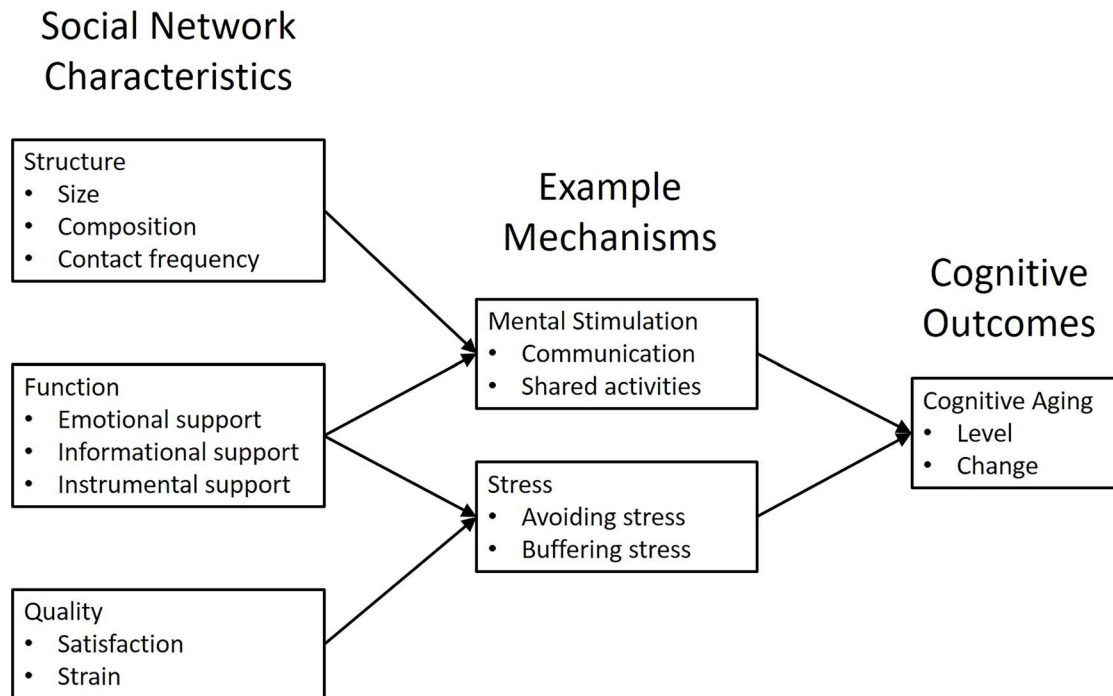 Social Network
Characteristics
Structure
• Size
• Composition
• Contact frequency
Function
• Emotional support
• Informational support
• Instrumental support
Quality
• Satisfaction
• Strain
Example
Mechanisms
Mental Stimulation
• Communication
• Shared activities
Stress
• Avoiding stress
• Buffering stress
Cognitive
Outcomes
Cognitive Aging
• Level
• Change